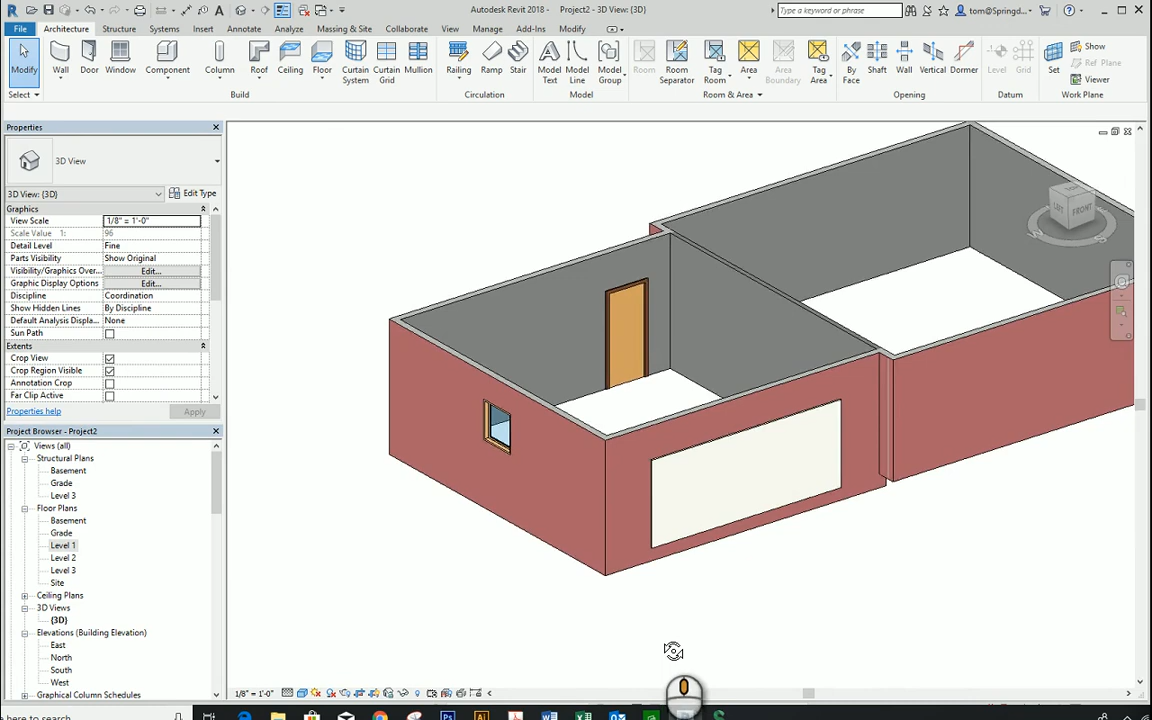 Autodesk Revit 2018 - Project2 - 3D View: {3D}
Type a keyword or phrase
tom@Springd...
File Architecture Structure Systems Insert Annotate Analyze Massing & Site Collaborate View Manage Add-Ins Modify
Modify Wall Door Window Component Column Roof Ceiling Floor Curtain System Curtain Grid Mullion Railing Ramp Stair Model Text Model Line Model Group Room Room Separator Tag Room Area Area Boundary Tag Area By Face Shaft Wall Vertical Dormer Level Grid Set Show Ref Plane Viewer
Select Build Circulation Model Room & Area Opening Datum Work Plane
Properties
3D View
3D View: {3D} Edit Type
Graphics
View Scale 1/8" = 1'-0"
Scale Value 1: 96
Detail Level Fine
Parts Visibility Show Original
Visibility/Graphics Over... Edit...
Graphic Display Options Edit...
Discipline Coordination
Show Hidden Lines By Discipline
Default Analysis Displa... None
Sun Path
Extents
Crop View
Crop Region Visible
Annotation Crop
Far Clip Active
Properties help Apply
Project Browser - Project2
Views (all)
Structural Plans
Basement
Grade
Level 3
Floor Plans
Basement
Grade
Level 1
Level 2
Level 3
Site
Ceiling Plans
3D Views
{3D}
Elevations (Building Elevation)
East
North
South
West
Graphical Column Schedules
TOP
LEFT FRONT
1/8" = 1'-0"
here to search